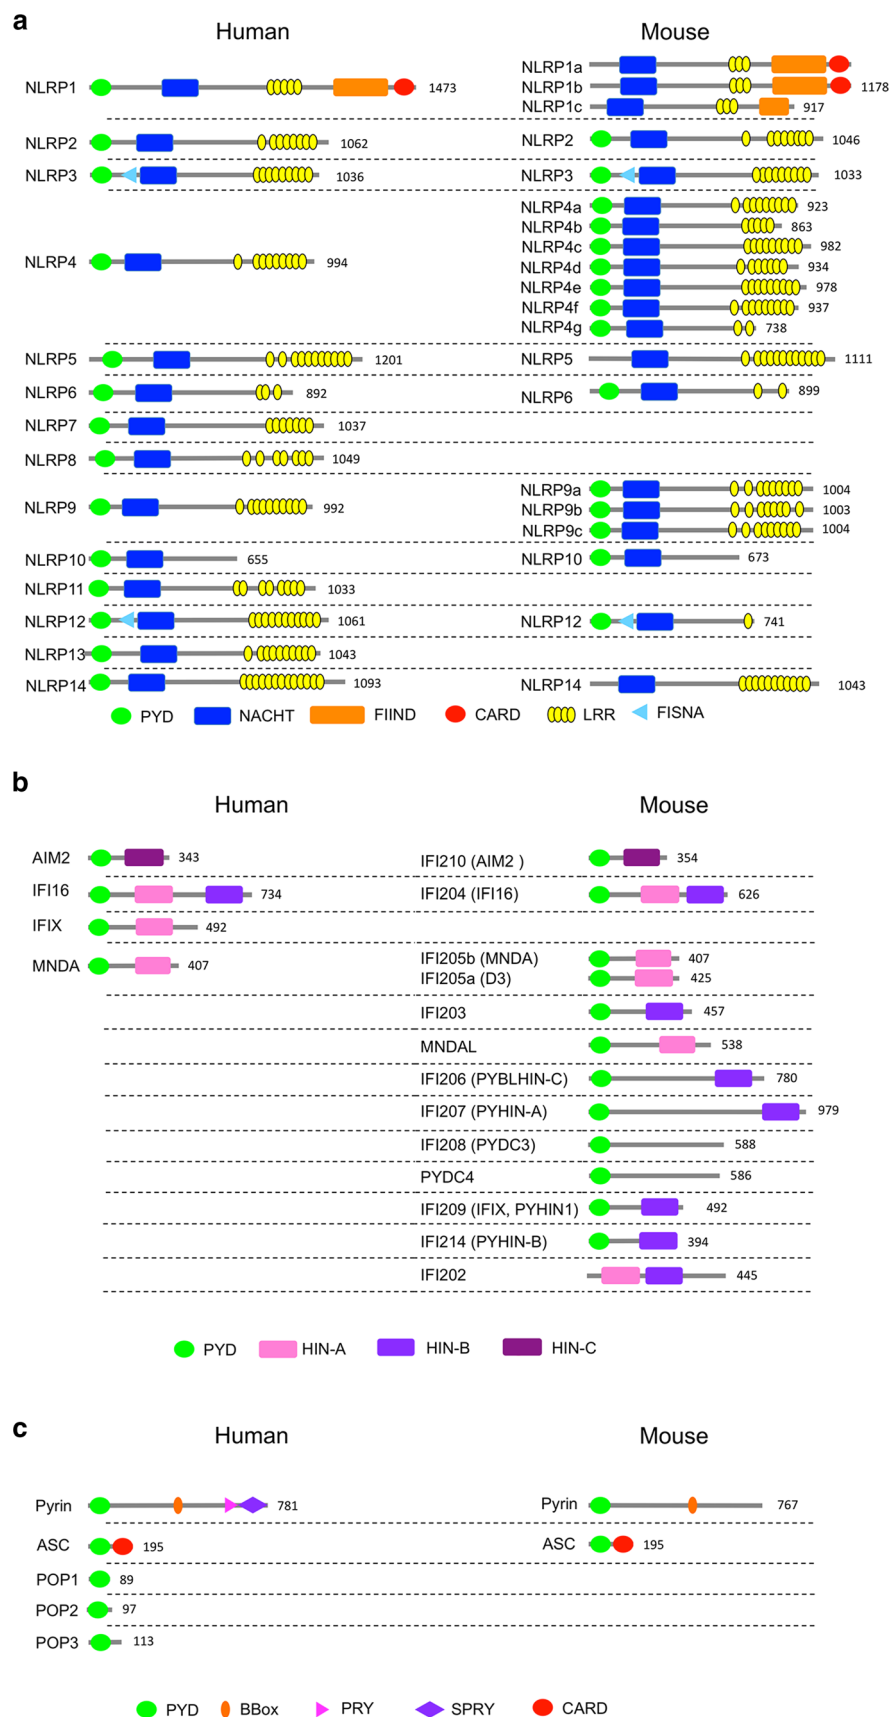 a
Human Mouse
NLRP1 1473
NLRP1a
NLRP1b 1178
NLRP1c 917
NLRP2 1062 NLRP2 1046
NLRP3 1036 NLRP3 1033
NLRP4 994
NLRP4a 923
NLRP4b 863
NLRP4c 982
NLRP4d 934
NLRP4e 978
NLRP4f 937
NLRP4g 738
NLRP5 1201 NLRP5 1111
NLRP6 892 NLRP6 899
NLRP7 1037
NLRP8 1049
NLRP9 992
NLRP9a 1004
NLRP9b 1003
NLRP9c 1004
NLRP10 655 NLRP10 673
NLRP11 1033
NLRP12 1061 NLRP12 741
NLRP13 1043
NLRP14 1093 NLRP14 1043
PYD NACHT FIIND CARD LRR FISNA
b
Human Mouse
AIM2 343 IFI210 (AIM2 ) 354
IFI16 734 IFI204 (IFI16) 626
IFIX 492
MNDA 407 IFI205b (MNDA) 407
IFI205a (D3) 425
IFI203 457
MNDAL 538
IFI206 (PYBLHIN-C) 780
IFI207 (PYHIN-A) 979
IFI208 (PYDC3) 588
PYDC4 586
IFI209 (IFIX, PYHIN1) 492
IFI214 (PYHIN-B) 394
IFI202 445
PYD HIN-A HIN-B HIN-C
c
Human Mouse
Pyrin 781 Pyrin 767
ASC 195 ASC 195
POP1 89
POP2 97
POP3 113
PYD BBox PRY SPRY CARD